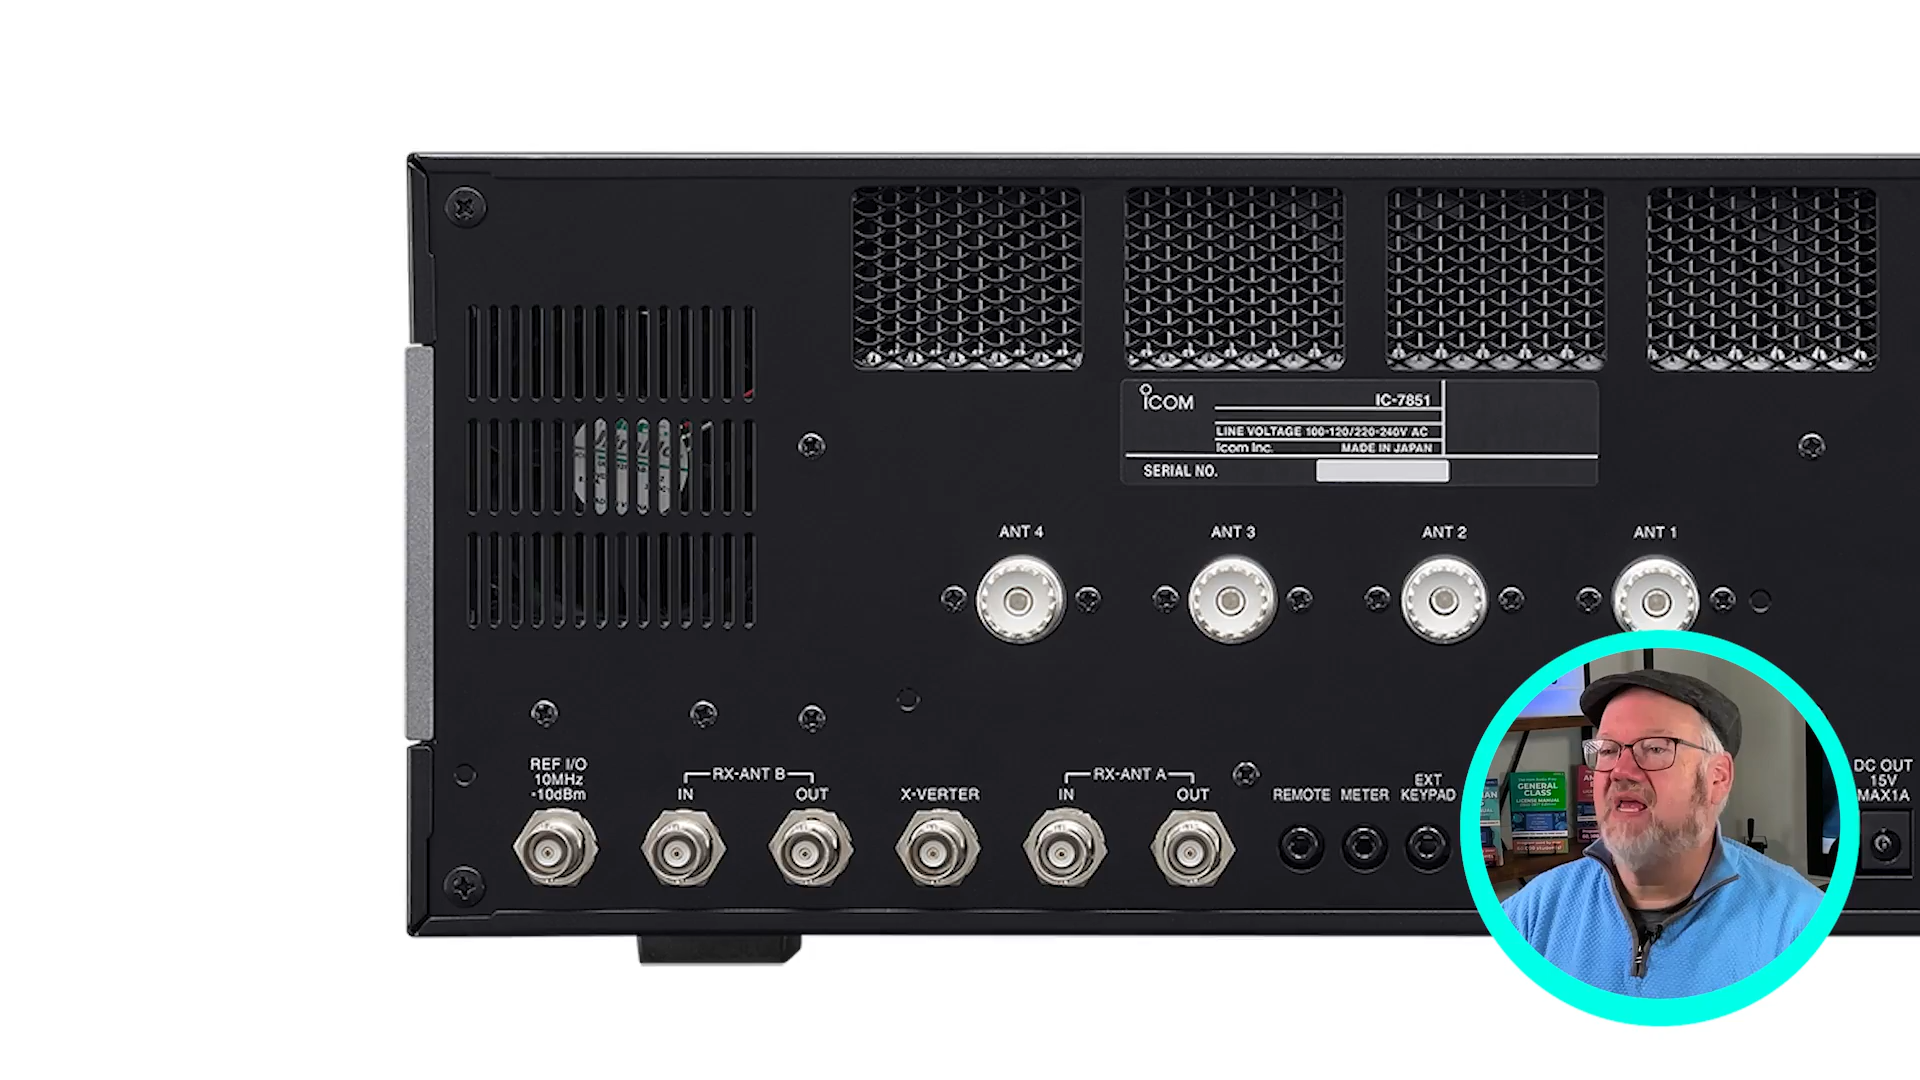 ICOM
IC-7851
LINE VOLTAGE 100-120/220-240V AC
Icom Inc. MADE IN JAPAN
SERIAL NO.
ANT 4 ANT 3 ANT 2 ANT 1
REF I/O
10MHz
-10dBm
RX-ANT B
IN OUT
X-VERTER
RX-ANT A
IN OUT
REMOTE METER
EXT
KEYPAD
DC OUT
15V
MAX1A
GENERAL
CLASS
LICENSE MANUAL